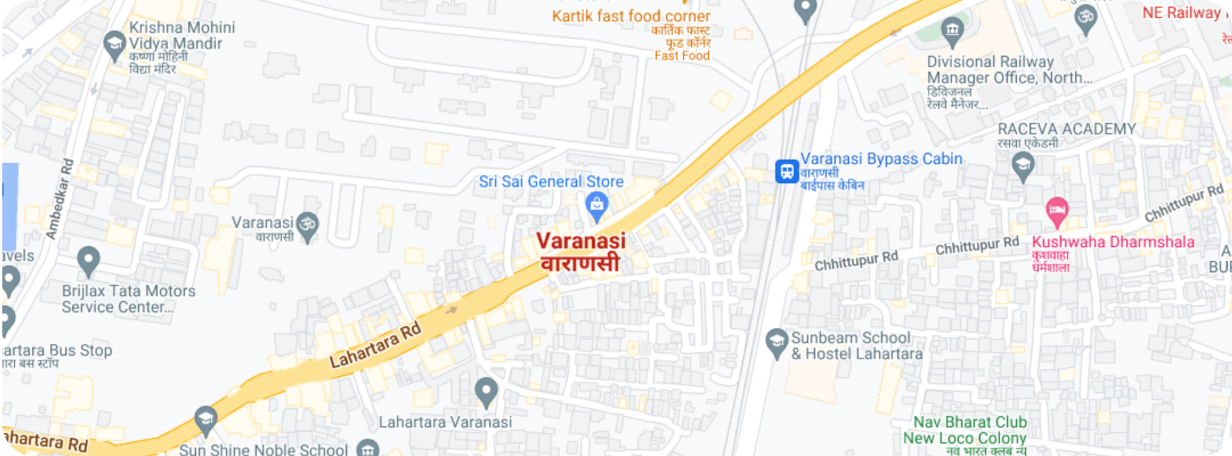 Krishna Mohini
Vidya Mandir
कृष्णा मोहिनी
विद्या मंदिर
Kartik fast food corner
कार्तिक फास्ट
फूड कॉर्नर
Fast Food
NE Railway
Divisional Railway
Manager Office, North...
डिविजनल
रेलवे मैनेजर...
RACEVA ACADEMY
रसवा एकेडमी
Ambedkar Rd
Sri Sai General Store
Varanasi Bypass Cabin
वाराणसी
बाईपास केबिन
Chhittupur Rd
Varanasi
वाराणसी
Varanasi
वाराणसी
Chhittupur Rd
Chhittupur Rd
Kushwaha Dharmshala
कुशवाहा
धर्मशाला
avels
Brijlax Tata Motors
Service Center...
Lahartara Rd
Sunbeam School
& Hostel Lahartara
artara Bus Stop
ारा बस स्टॉप
Lahartara Varanasi
Nav Bharat Club
New Loco Colony
नव भारत क्लब न्यू
ahartara Rd
Sun Shine Noble School